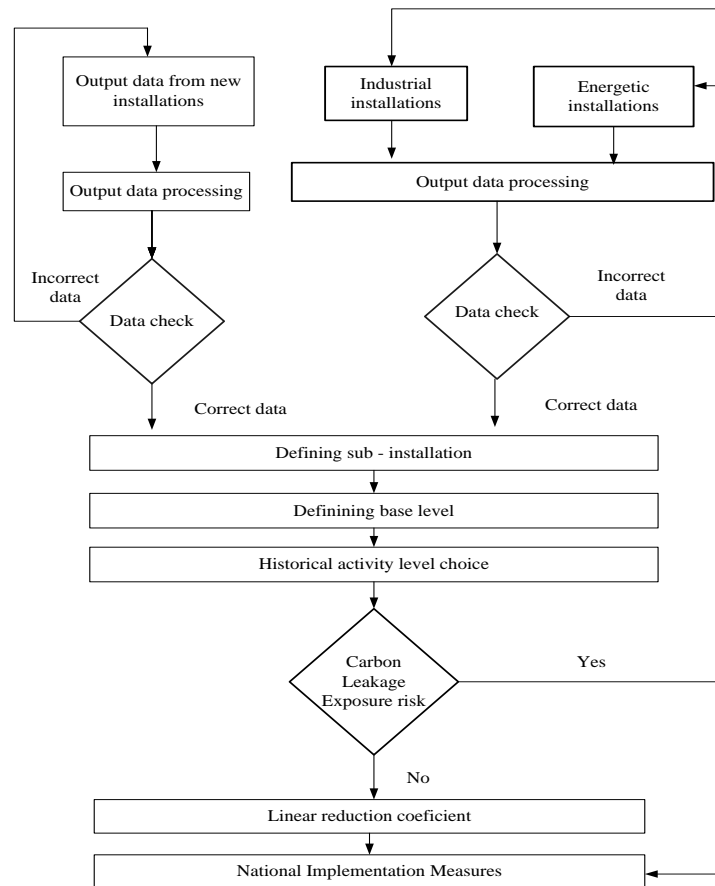 Output data from new
installations
Industrial
installations
Energetic
installations
Output data processing
Output data processing
Incorrect
data
Data check
Incorrect
data
Data check
Correct data
Correct data
Defining sub - installation
Definining base level
Historical activity level choice
Carbon
Leakage
Exposure risk
Yes
No
Linear reduction coeficient
National Implementation Measures